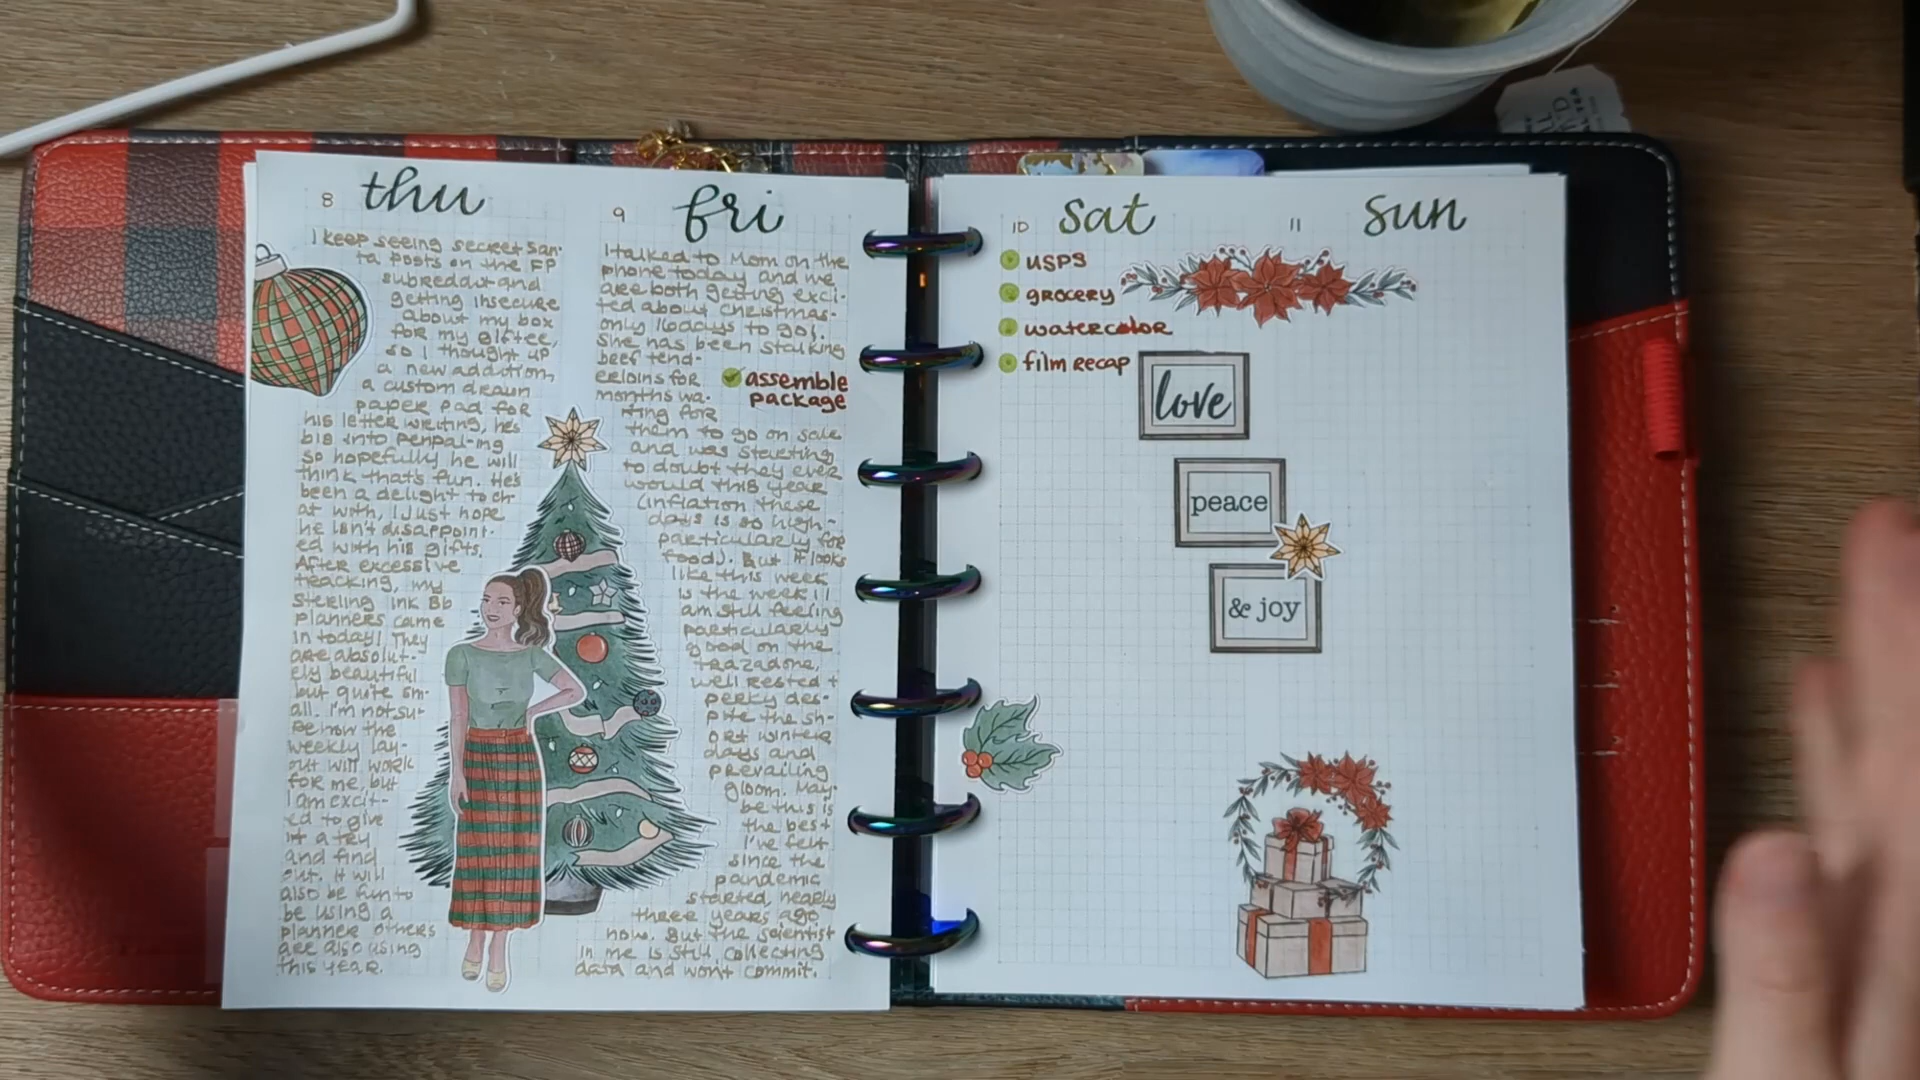 8
thu
I keep seeing secret San-
ta posts on the FP
subreddit and
getting insecure
about my box
for my giftee,
so I thought up
a new addition,
a custom drawn
paper pad for
his letter writing, he's
big into penpal-ing
so hopefully he will
think that's fun. He's
been a delight to ch
at with, I just hope
he isn't disappoint-
ed with his gifts.
After excessive
tracking, my
Sterling Ink B6
planners came
in today! They
are absolut-
ely beautiful
but quite sm-
all. I'm not su-
re how the
weekly lay-
out will work
for me, but
I am excit-
ed to give
it a try
and find
out. It will
also be fun to
be using a
planner others
are also using
this year.
9
fri
I talked to Mom on the
phone today and we
are both getting exci-
ted about Christmas-
only 16 days to go!
She has been stalking
beef tend-
erloins for
months wa-
iting for
them to go on sale
and was starting
to doubt they ever
would this year
(inflation these
days is so high-
particularly for
food). But it looks
like this week
is the week! I
am still feeling
particularly
good on the
trazadone,
well rested +
perky des-
pite the sh-
ort winter
days and
prevailing
gloom. May-
be this is
the best
I've felt
since the
pandemic
started, nearly
three years ago
now. But the scientist
in me is still collecting
data and won't commit.
assemble
package
10
sat
USPS
grocery
watercolor
film recap
11
sun
love
peace
& joy